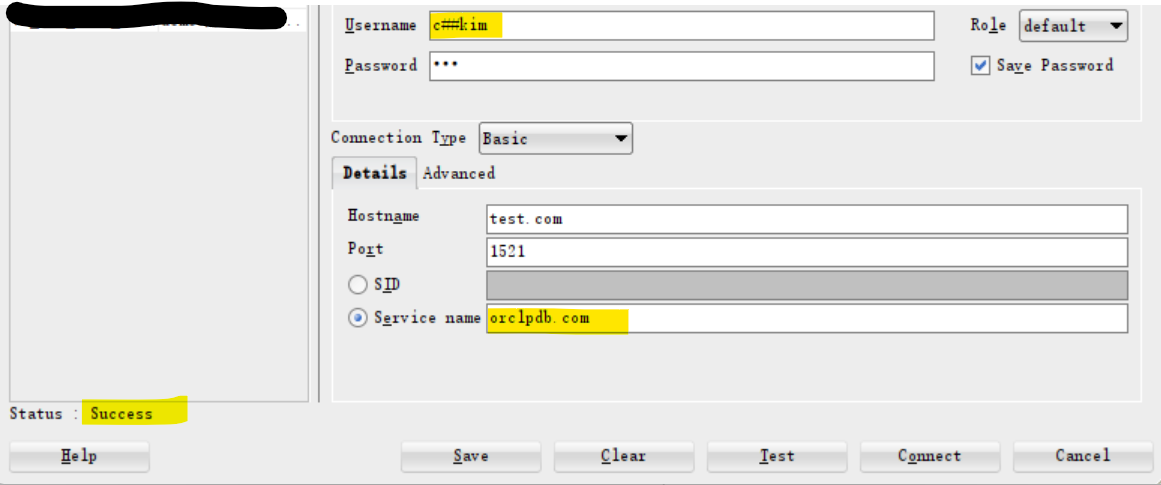 Username c##kim Role default
Password ••• Save Password
Connection Type Basic
Details Advanced
Hostname test.com
Port 1521
SID
Service name orclpdb.com
Status : Success
Help Save Clear Test Connect Cancel